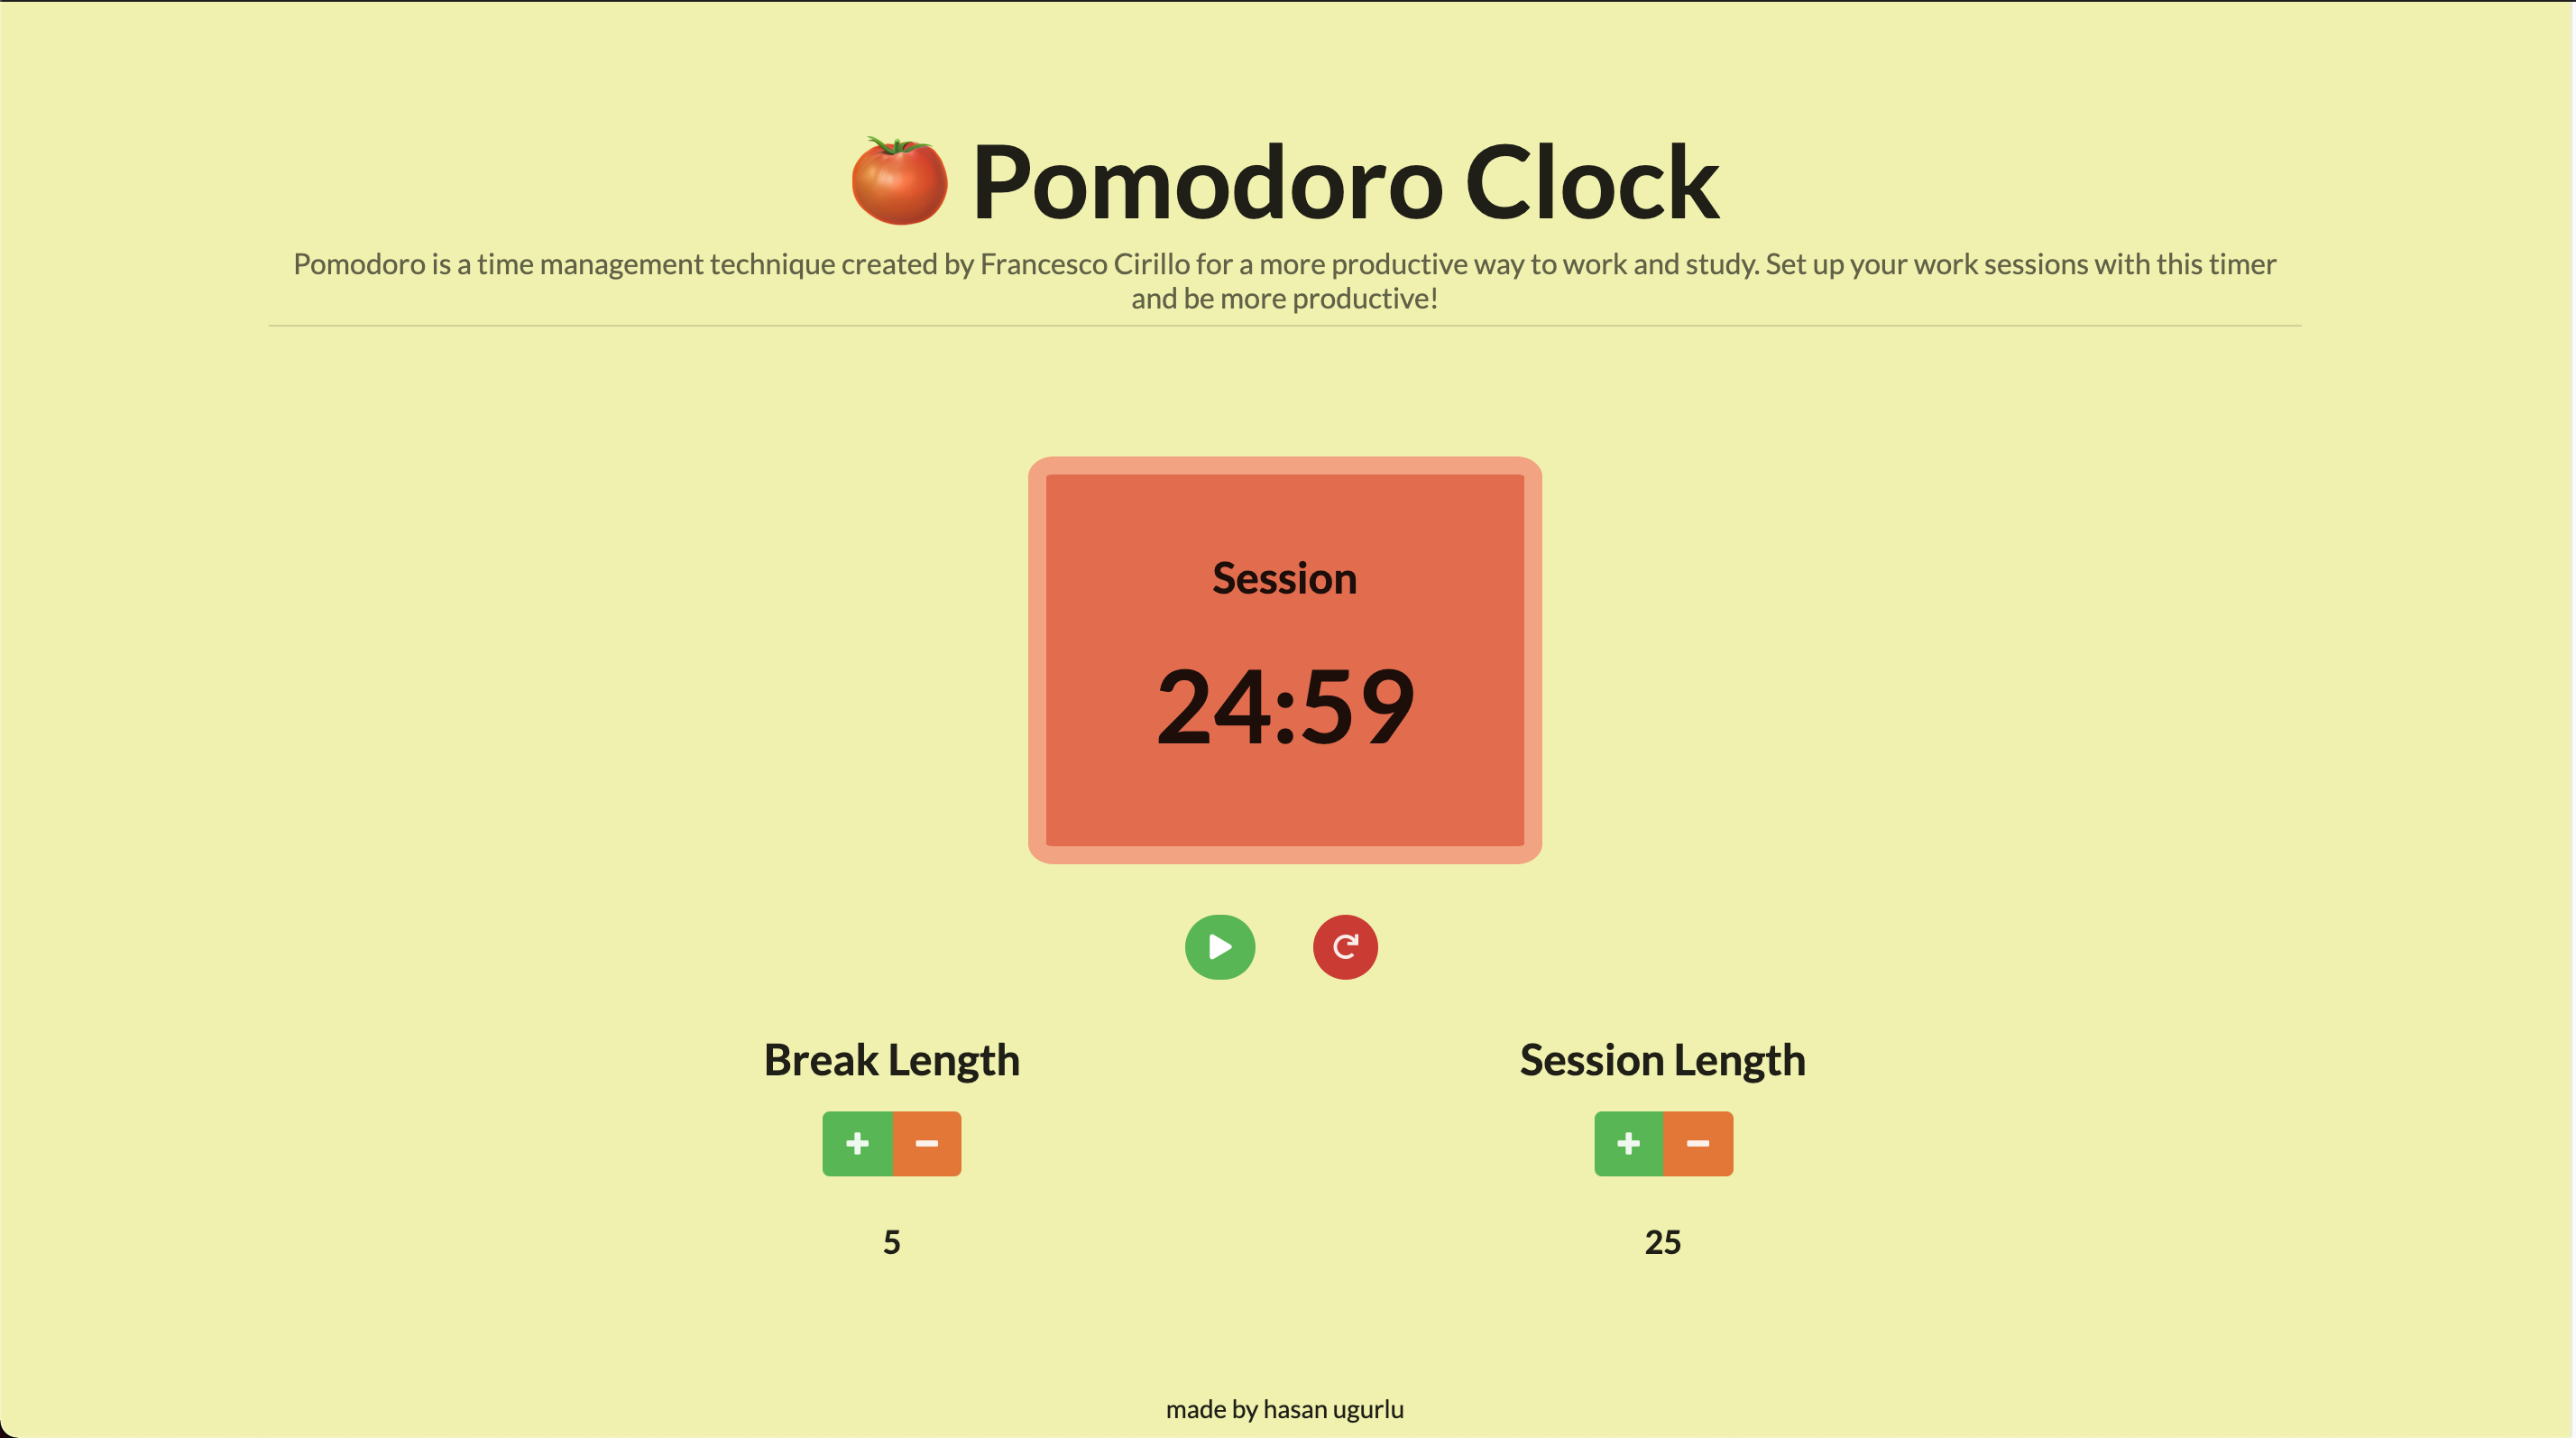 Pomodoro Clock
Pomodoro is a time management technique created by Francesco Cirillo for a more productive way to work and study. Set up your work sessions with this timer
and be more productive!
Session
24:59
Break Length
Session Length
+ −
+ −
5
25
made by hasan ugurlu